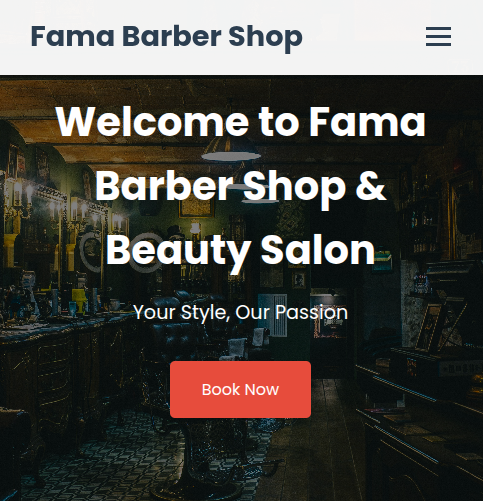 Fama Barber Shop
Welcome to Fama
Barber Shop &
Beauty Salon
Your Style, Our Passion
Book Now